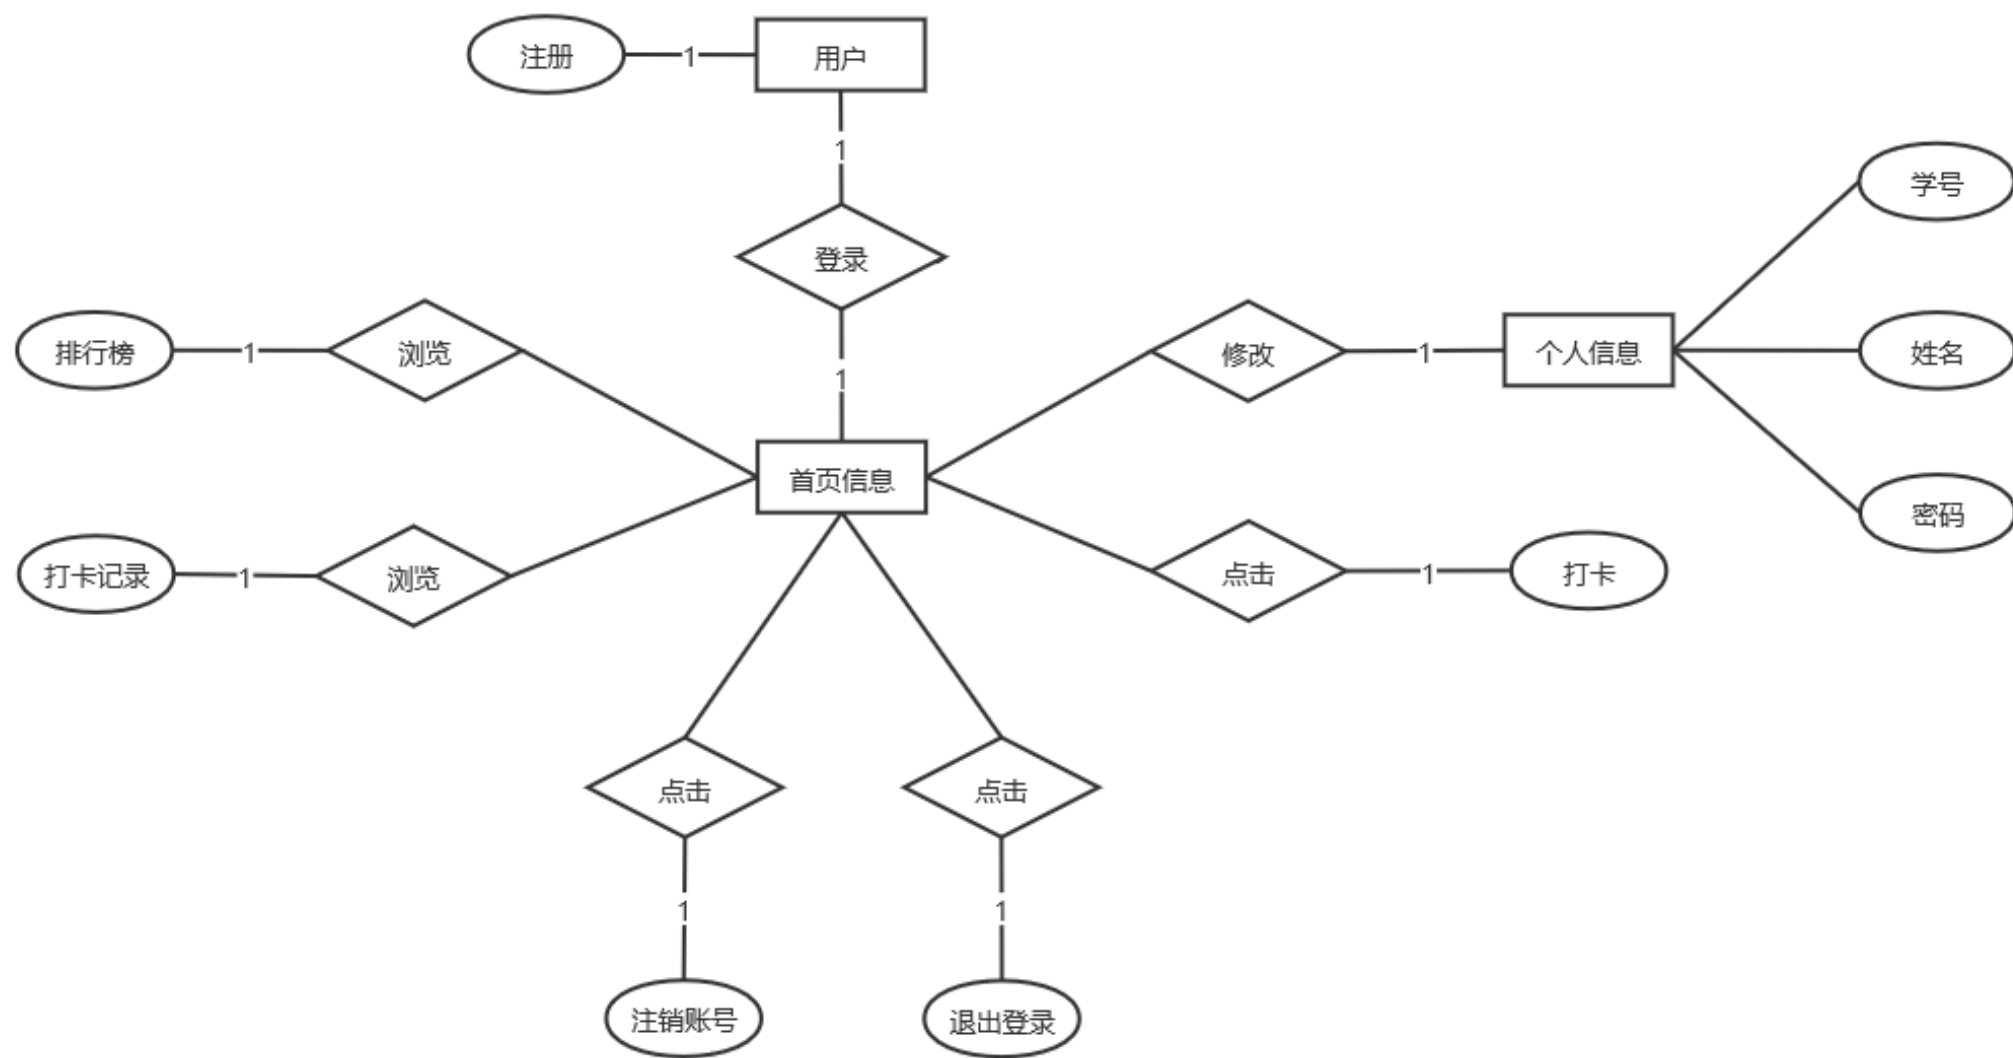 注册
1
用户
1
学号
登录
排行榜
1
浏览
修改
1
个人信息
姓名
1
首页信息
密码
打卡记录
1
浏览
点击
1
打卡
点击
点击
1
1
注销账号
退出登录